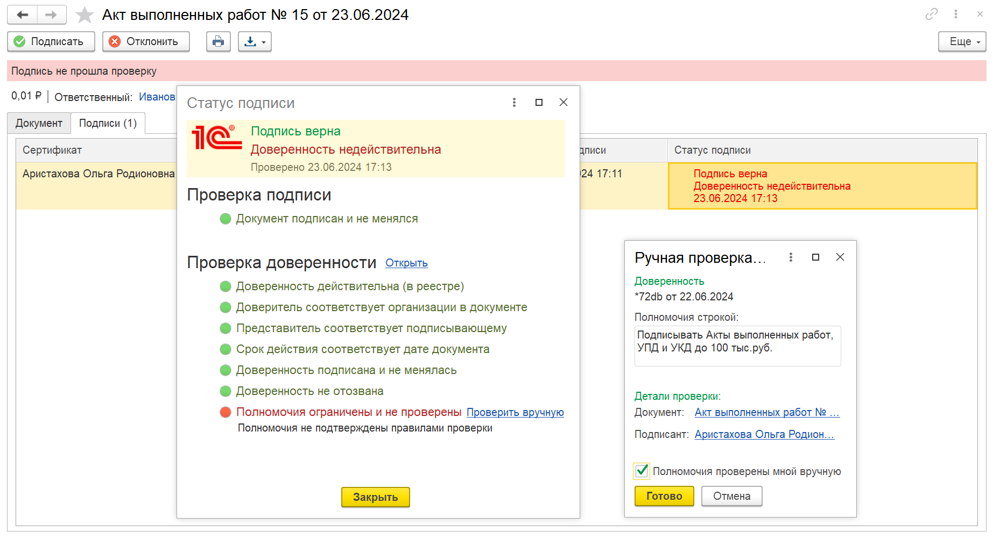 Акт выполненных работ № 15 от 23.06.2024
Подписать
Отклонить
Еще
Подпись не прошла проверку
0,01 ₽
Ответственный: Иванов
Документ
Подписи (1)
Сертификат
дписи
Статус подписи
Аристахова Ольга Родионовна
24 17:11
Подпись верна
Доверенность недействительна
23.06.2024 17:13
Статус подписи
1С®
Подпись верна
Доверенность недействительна
Проверено 23.06.2024 17:13
Проверка подписи
Документ подписан и не менялся
Проверка доверенности Открыть
Доверенность действительна (в реестре)
Доверитель соответствует организации в документе
Представитель соответствует подписывающему
Срок действия соответствует дате документа
Доверенность подписана и не менялась
Доверенность не отозвана
Полномочия ограничены и не проверены Проверить вручную
Полномочия не подтверждены правилами проверки
Закрыть
Ручная проверка...
Доверенность
*72db от 22.06.2024
Полномочия строкой:
Подписывать Акты выполненных работ,
УПД и УКД до 100 тыс.руб.
Детали проверки:
Документ: Акт выполненных работ № ...
Подписант: Аристахова Ольга Родион...
Полномочия проверены мной вручную
Готово
Отмена